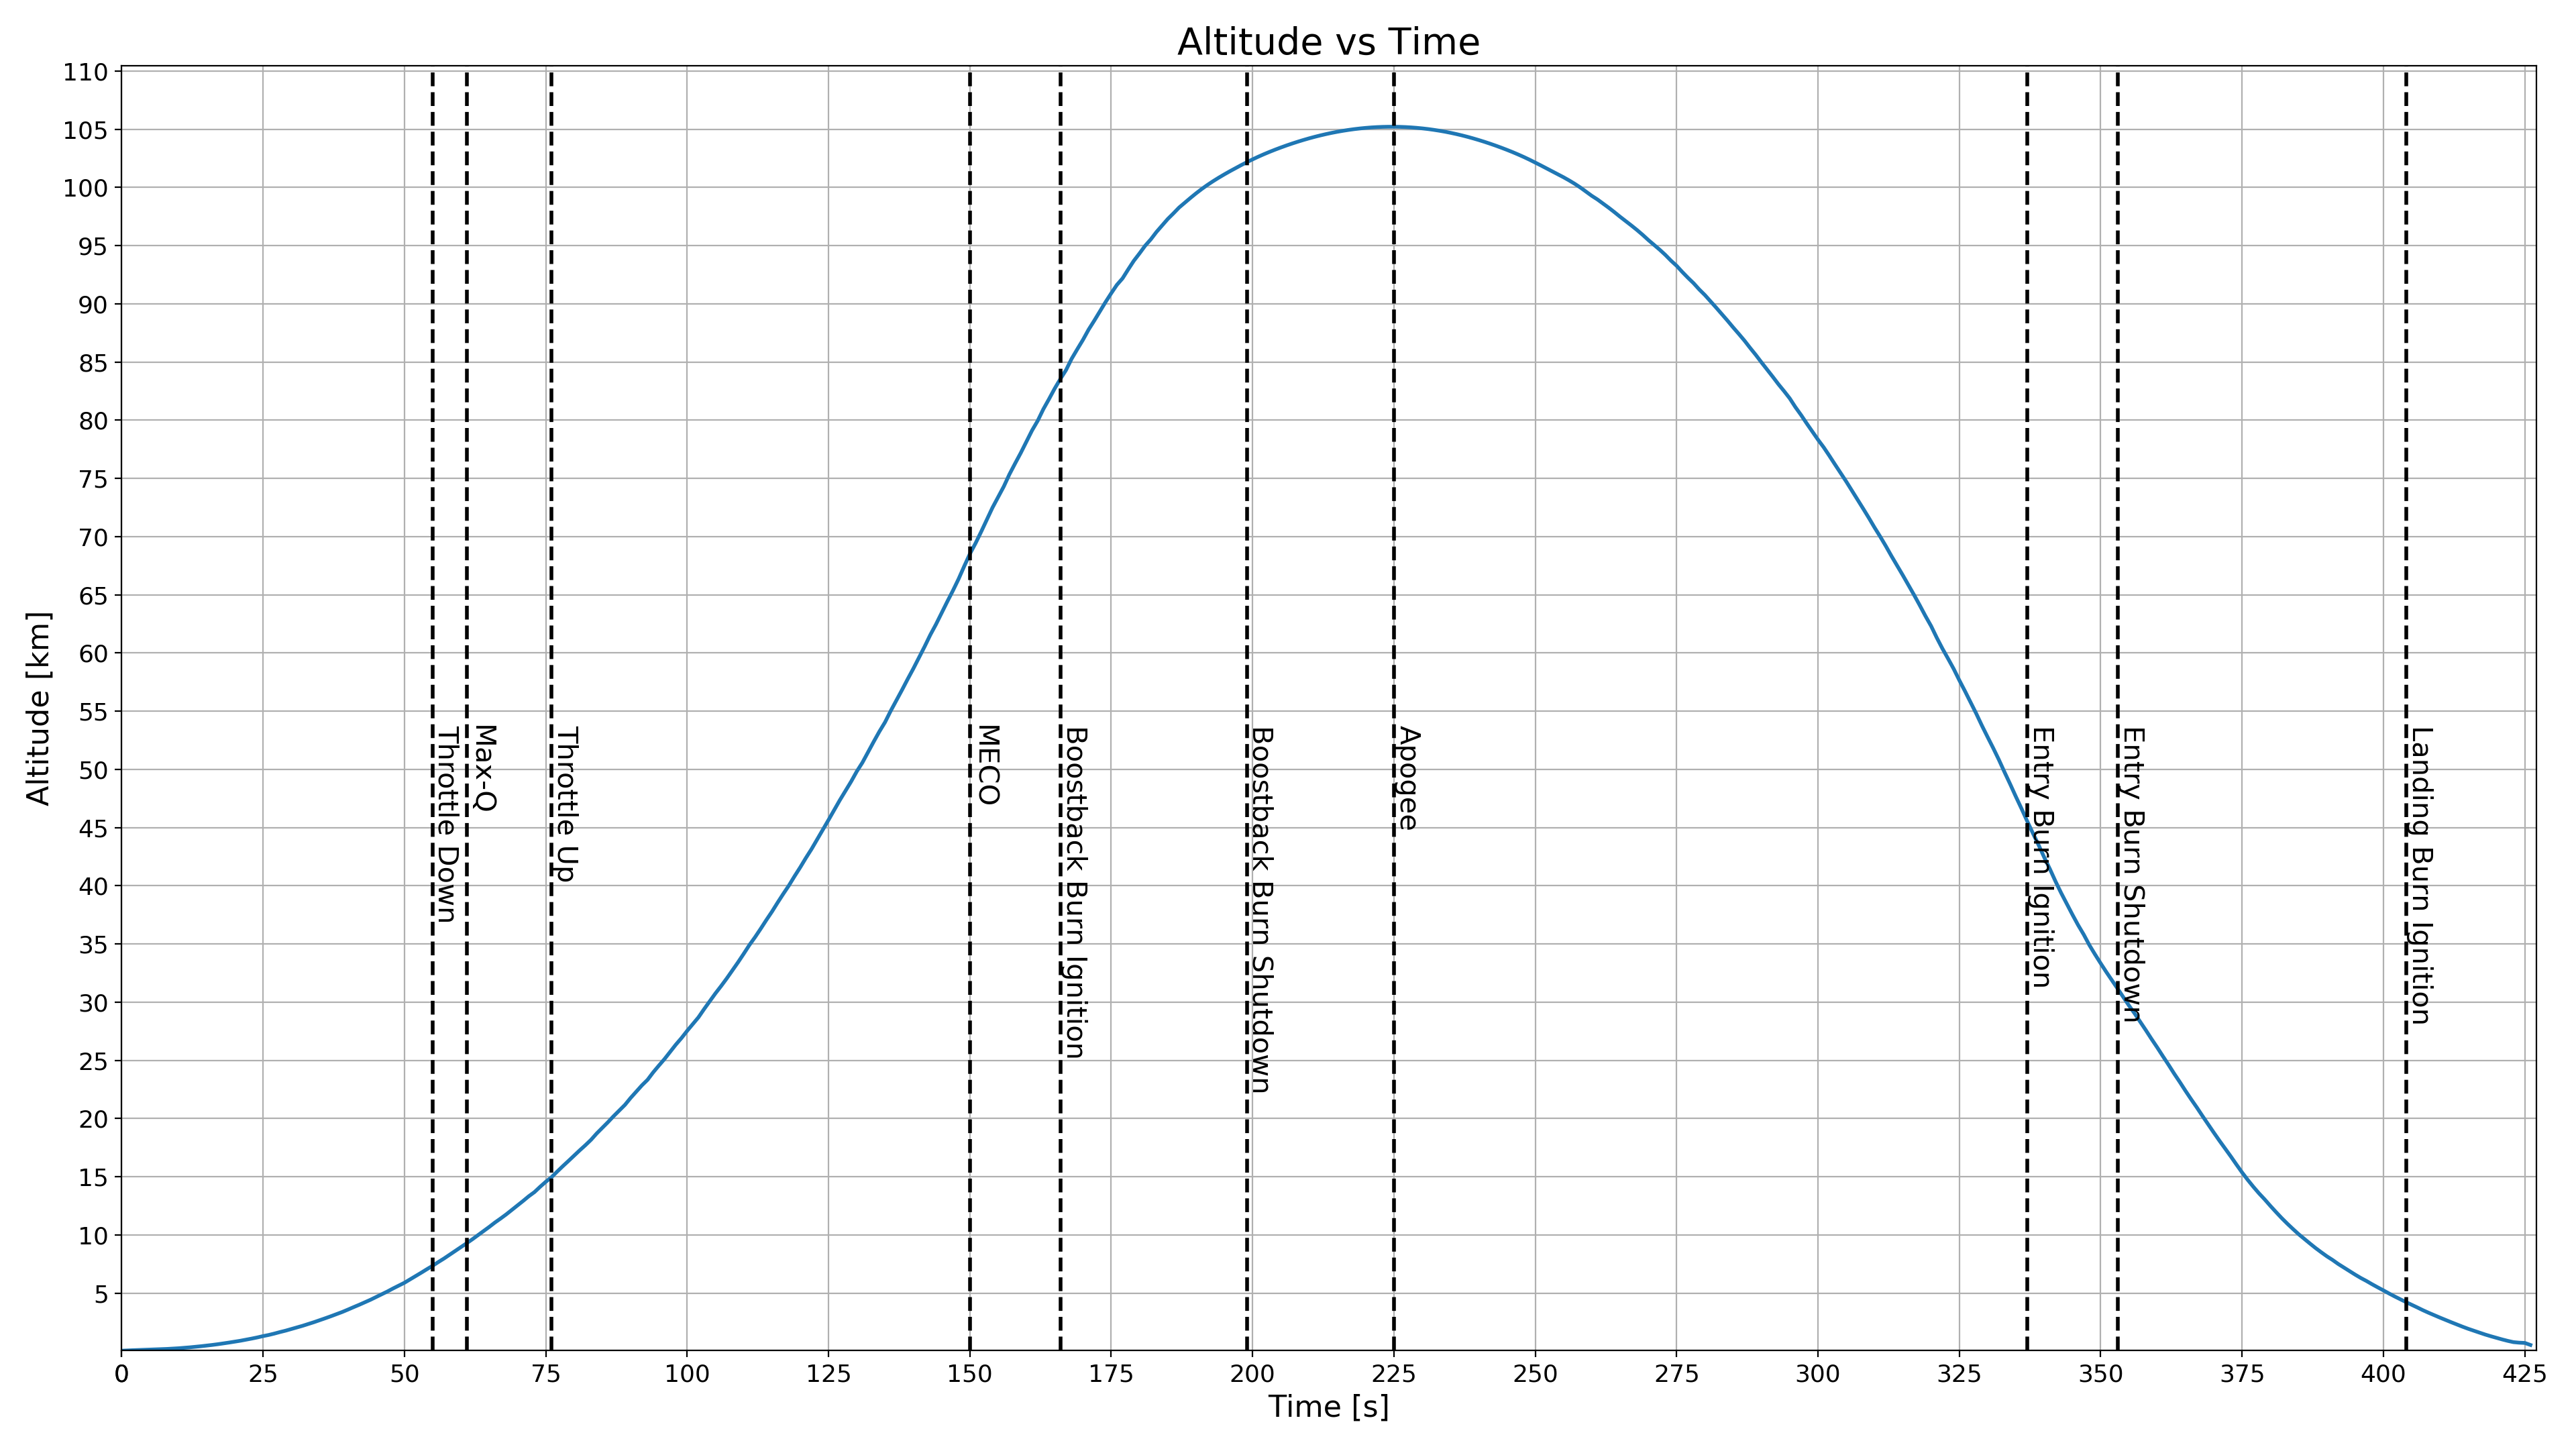 Altitude vs Time
Altitude [km]
110
105
100
95
90
85
80
75
70
65
60
55
50
45
40
35
30
25
20
15
10
5
Throttle Down
Max-Q
Throttle Up
MECO
Boostback Burn Ignition
Boostback Burn Shutdown
Apogee
Entry Burn Ignition
Entry Burn Shutdown
Landing Burn Ignition
0 25 50 75 100 125 150 175 200 225 250 275 300 325 350 375 400 425
Time [s]